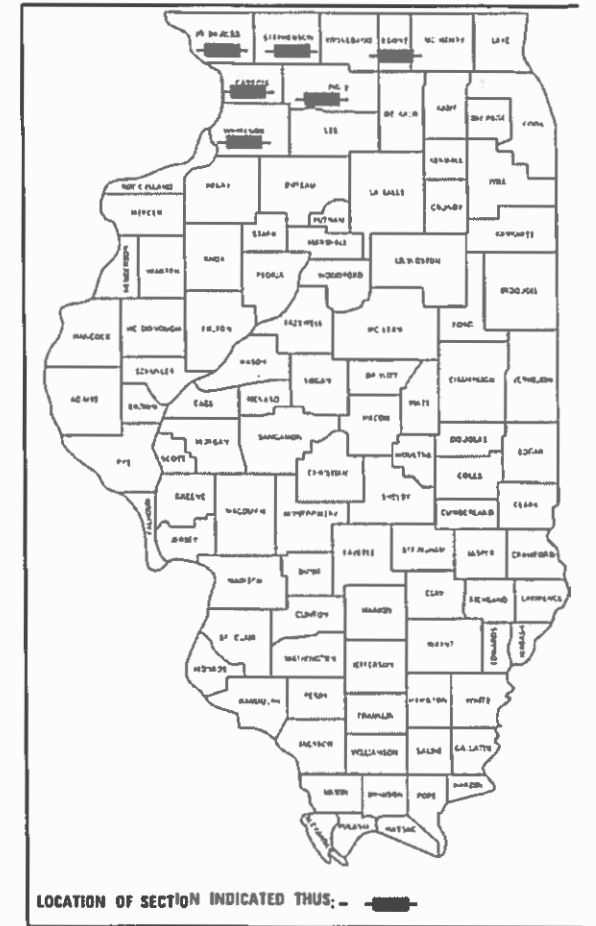 JO DAVIESS STEPHENSON WINNEBAGO BOONE MC HENRY LAKE
CARROLL OGLE
DE KALB KANE DU PAGE COOK
WHITESIDE LEE
KENDALL WILL
ROCK ISLAND HENRY BUREAU LA SALLE GRUNDY
MERCER PUTNAM
STARK MARSHALL KANKAKEE
HENDERSON WARREN KNOX PEORIA WOODFORD LIVINGSTON
IROQUOIS
HANCOCK MC DONOUGH FULTON TAZEWELL MC LEAN FORD
SCHUYLER MASON LOGAN DE WITT CHAMPAIGN VERMILION
ADAMS BROWN CASS MENARD PIATT
MACON
MORGAN SANGAMON DOUGLAS EDGAR
PIKE SCOTT CHRISTIAN MOULTRIE COLES
SHELBY
GREENE MACOUPIN MONTGOMERY CUMBERLAND CLARK
CALHOUN JERSEY
FAYETTE EFFINGHAM JASPER CRAWFORD
MADISON BOND
CLAY RICHLAND LAWRENCE
CLINTON MARION
ST CLAIR WAYNE EDWARDS WABASH
WASHINGTON JEFFERSON
MONROE
RANDOLPH PERRY HAMILTON WHITE
FRANKLIN
JACKSON WILLIAMSON SALINE GALLATIN
UNION JOHNSON POPE HARDIN
ALEXANDER PULASKI MASSAC
LOCATION OF SECTION INDICATED THUS: -